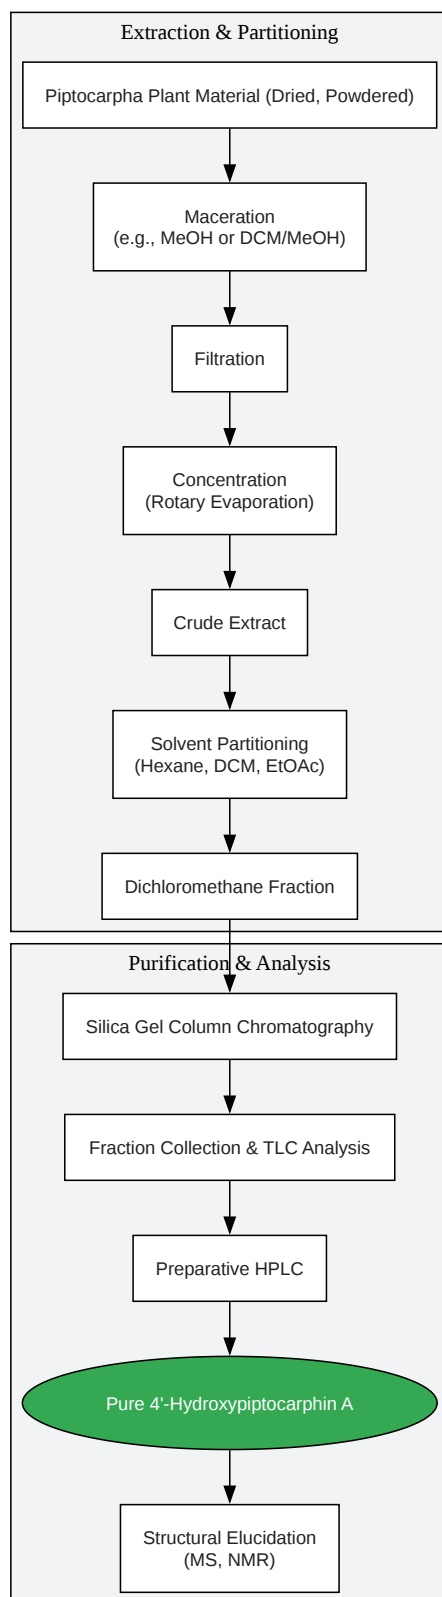 Extraction & Partitioning
Piptocarpha Plant Material (Dried, Powdered)
Maceration
(e.g., MeOH or DCM/MeOH)
Filtration
Concentration
(Rotary Evaporation)
Crude Extract
Solvent Partitioning
(Hexane, DCM, EtOAc)
Dichloromethane Fraction
Purification & Analysis
Silica Gel Column Chromatography
Fraction Collection & TLC Analysis
Preparative HPLC
Pure 4'-Hydroxypiptocarphin A
Structural Elucidation
(MS, NMR)